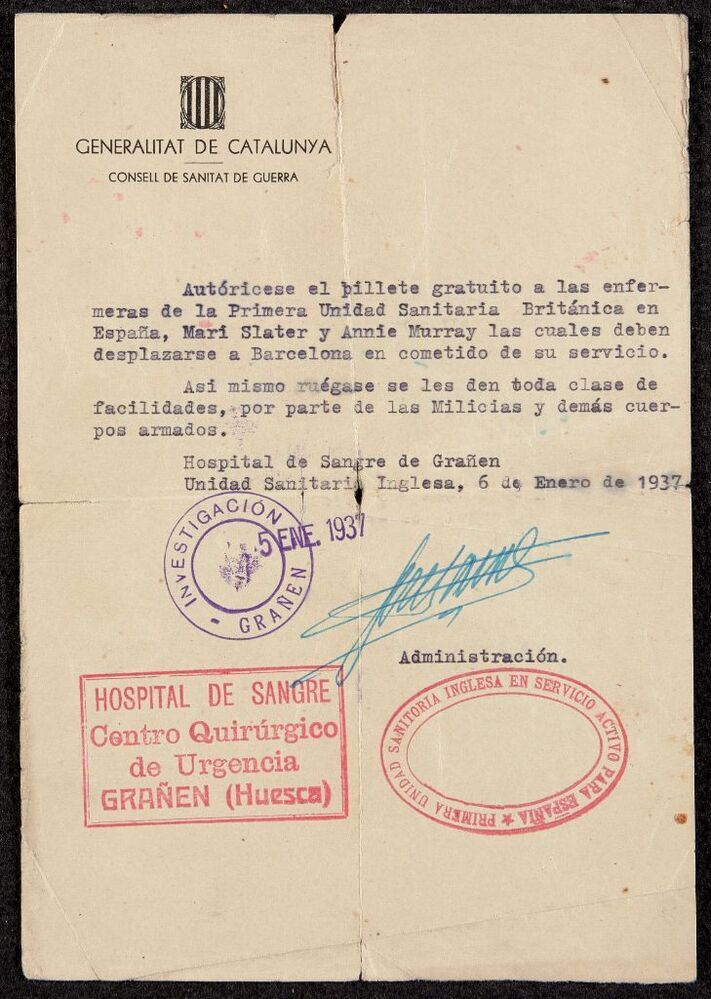 GENERALITAT DE CATALUNYA
CONSELL DE SANITAT DE GUERRA
Autóricese el billete gratuito a las enfer-
meras de la Primera Unidad Sanitaria Británica en
España, Mari Slater y Annie Murray las cuales deben
desplazarse a Barcelona en cometido de su servicio.
Asi mismo ruégase se les den toda clase de
facilidades, por parte de las Milicias y demás cuer-
pos armados.
Hospital de Sangre de Grañen
Unidad Sanitaria Inglesa, 6 de Enero de 1937.
INVESTIGACIÓN
5 ENE. 1937
- GRAÑEN
Administración.
HOSPITAL DE SANGRE
Centro Quirúrgico
de Urgencia
GRAÑEN (Huesca)
PRIMERA UNIDAD SANITORIA INGLESA EN SERVICIO ACTIVO PARA ESPAÑIA ★